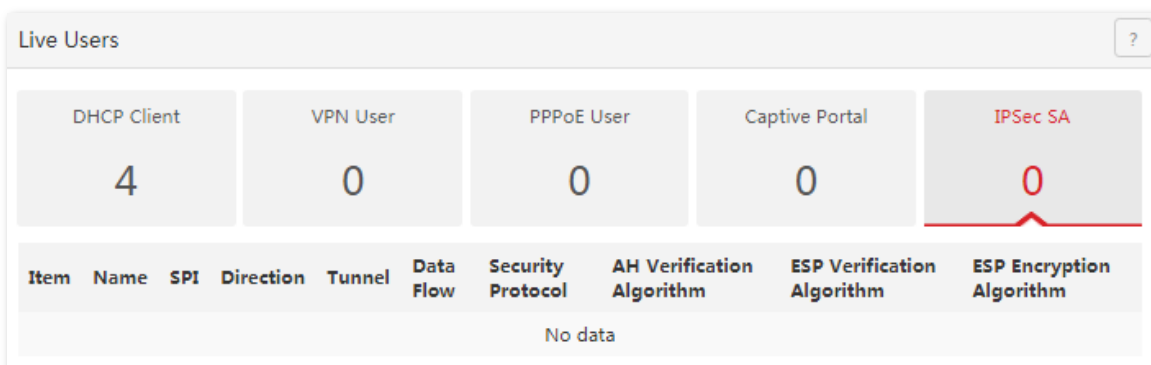 Live Users
?
DHCP Client
VPN User
PPPoE User
Captive Portal
IPSec SA
4
0
0
0
0
Item Name SPI Direction Tunnel Data Flow Security Protocol AH Verification Algorithm ESP Verification Algorithm ESP Encryption Algorithm
No data